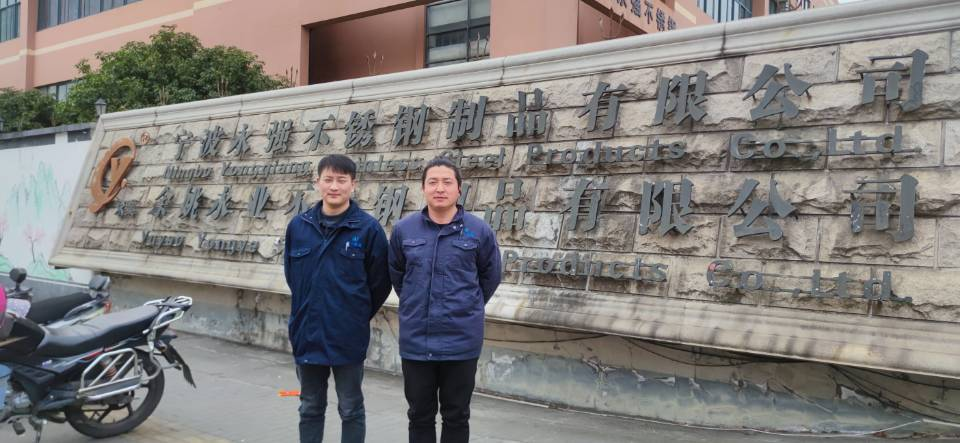 宁波永强不锈钢制品有限公司
Ningbo Yongqiang Stainless Steel Products Co.,Ltd.
余姚永业不 钢制品有限公司
Yuyao Yongye Products Co.,Ltd.